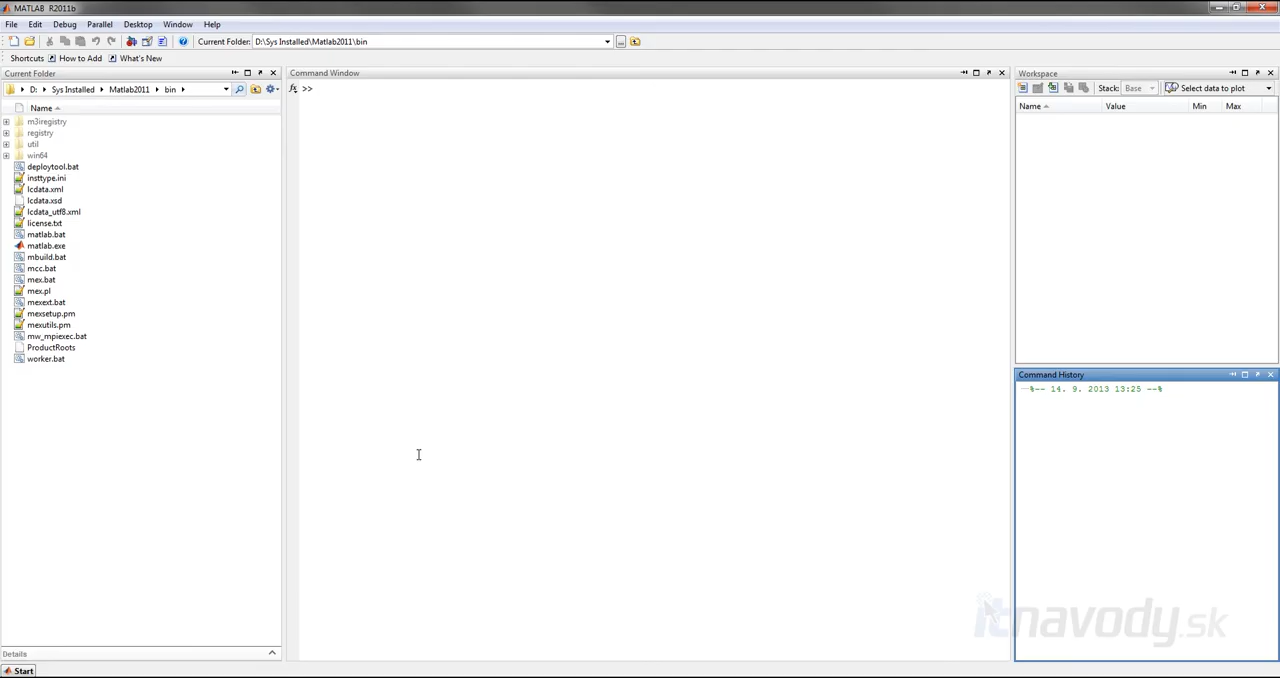 MATLAB R2011b
File Edit Debug Parallel Desktop Window Help
Current Folder: D:\Sys Installed\Matlab2011\bin
Shortcuts How to Add What's New
Current Folder
D: Sys Installed Matlab2011 bin
Name
m3iregistry
registry
util
win64
deploytool.bat
insttype.ini
lcdata.xml
lcdata.xsd
lcdata_utf8.xml
license.txt
matlab.bat
matlab.exe
mbuild.bat
mcc.bat
mex.bat
mex.pl
mexext.bat
mexsetup.pm
mexutils.pm
mw_mpiexec.bat
ProductRoots
worker.bat
Details
Start
Command Window
fx >>
Workspace
Stack: Base Select data to plot
Name Value Min Max
Command History
%-- 14. 9. 2013 13:25 --%
itnavody.sk